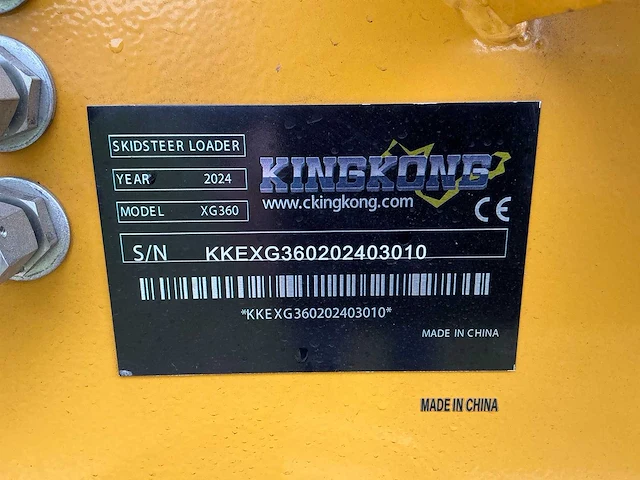 SKIDSTEER LOADER
YEAR 2024
MODEL XG360
KINGKONG
www.ckingkong.com
CE
S/N KKEXG360202403010
*KKEXG360202403010*
MADE IN CHINA
MADE IN CHINA